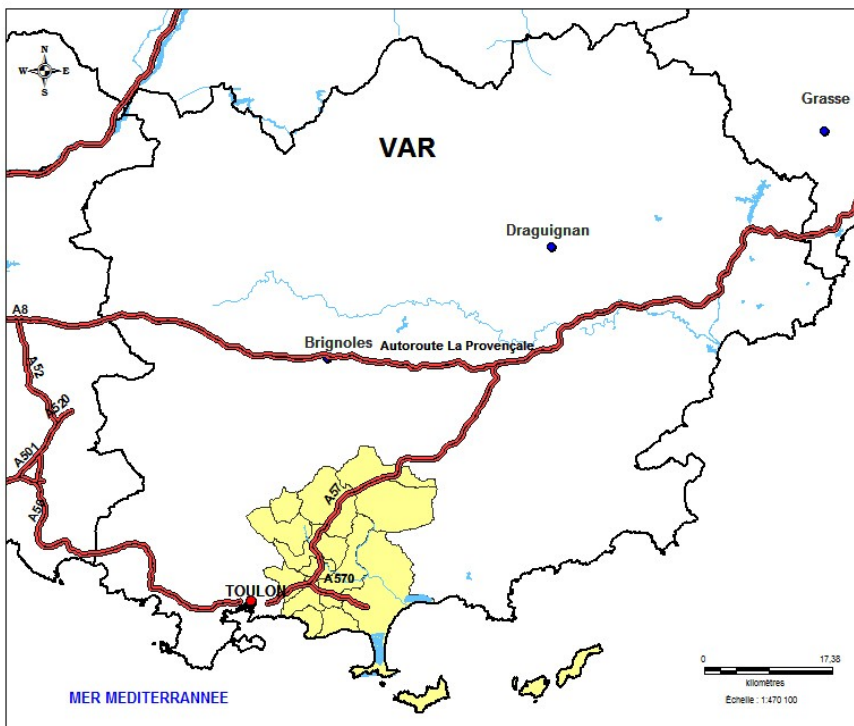 N
W E
S
VAR
Grasse
Draguignan
A8
Brignoles
Autoroute La Provençale
A52
A520
A501
A50
A57
A570
TOULON
MER MEDITERRANNEE
0 17,38
kilomètres
Échelle : 1:470 100